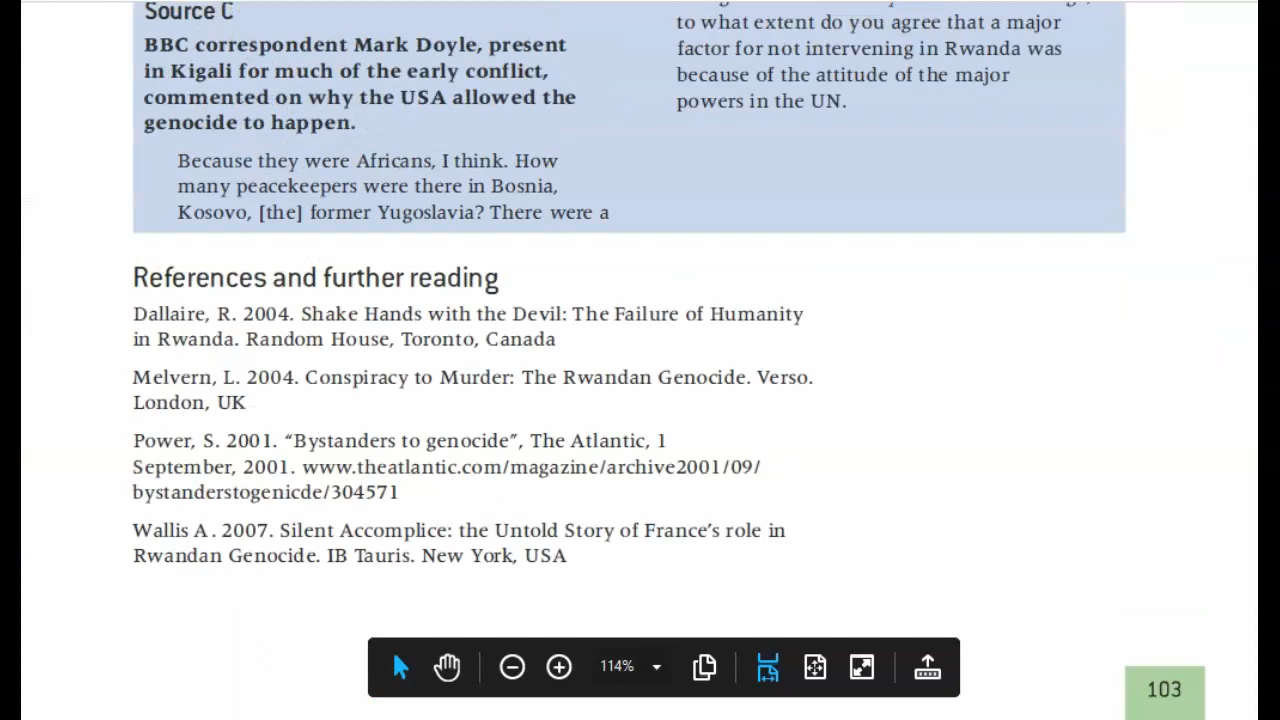 Source C
BBC correspondent Mark Doyle, present
in Kigali for much of the early conflict,
commented on why the USA allowed the
genocide to happen.
Because they were Africans, I think. How
many peacekeepers were there in Bosnia,
Kosovo, [the] former Yugoslavia? There were a
to what extent do you agree that a major
factor for not intervening in Rwanda was
because of the attitude of the major
powers in the UN.
References and further reading
Dallaire, R. 2004. Shake Hands with the Devil: The Failure of Humanity
in Rwanda. Random House, Toronto, Canada
Melvern, L. 2004. Conspiracy to Murder: The Rwandan Genocide. Verso.
London, UK
Power, S. 2001. “Bystanders to genocide”, The Atlantic, 1
September, 2001. www.theatlantic.com/magazine/archive2001/09/
bystanderstogenicde/304571
Wallis A. 2007. Silent Accomplice: the Untold Story of France’s role in
Rwandan Genocide. IB Tauris. New York, USA
114%
103